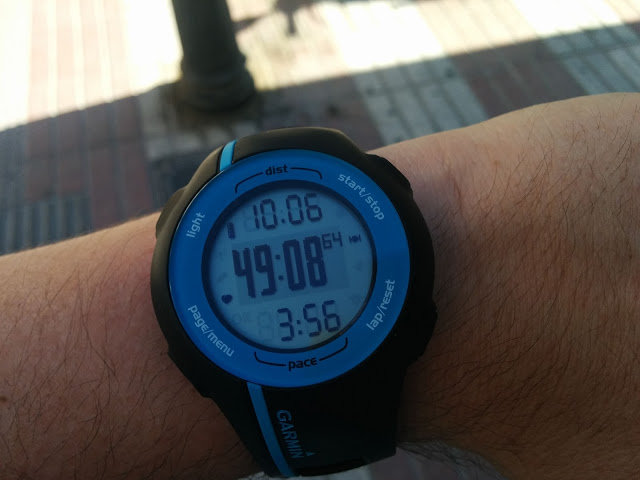 dist
light
start/stop
10.06
49:08 64
3:56
page/menu
lap/reset
pace
GARMIN